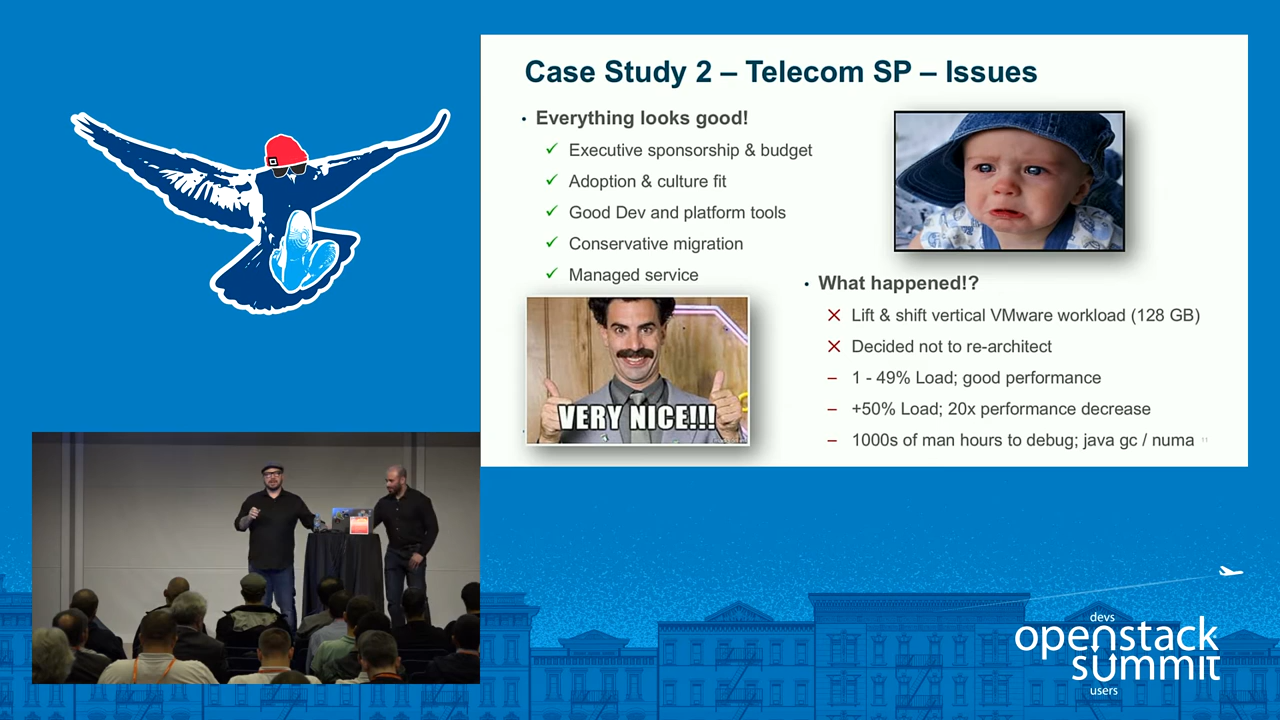 Case Study 2 – Telecom SP – Issues
• Everything looks good!
✓ Executive sponsorship & budget
✓ Adoption & culture fit
✓ Good Dev and platform tools
✓ Conservative migration
✓ Managed service
VERY NICE!!!
• What happened!?
✕ Lift & shift vertical VMware workload (128 GB)
✕ Decided not to re-architect
– 1 - 49% Load; good performance
– +50% Load; 20x performance decrease
– 1000s of man hours to debug; java gc / numa
11
devs
openstack
summit
users